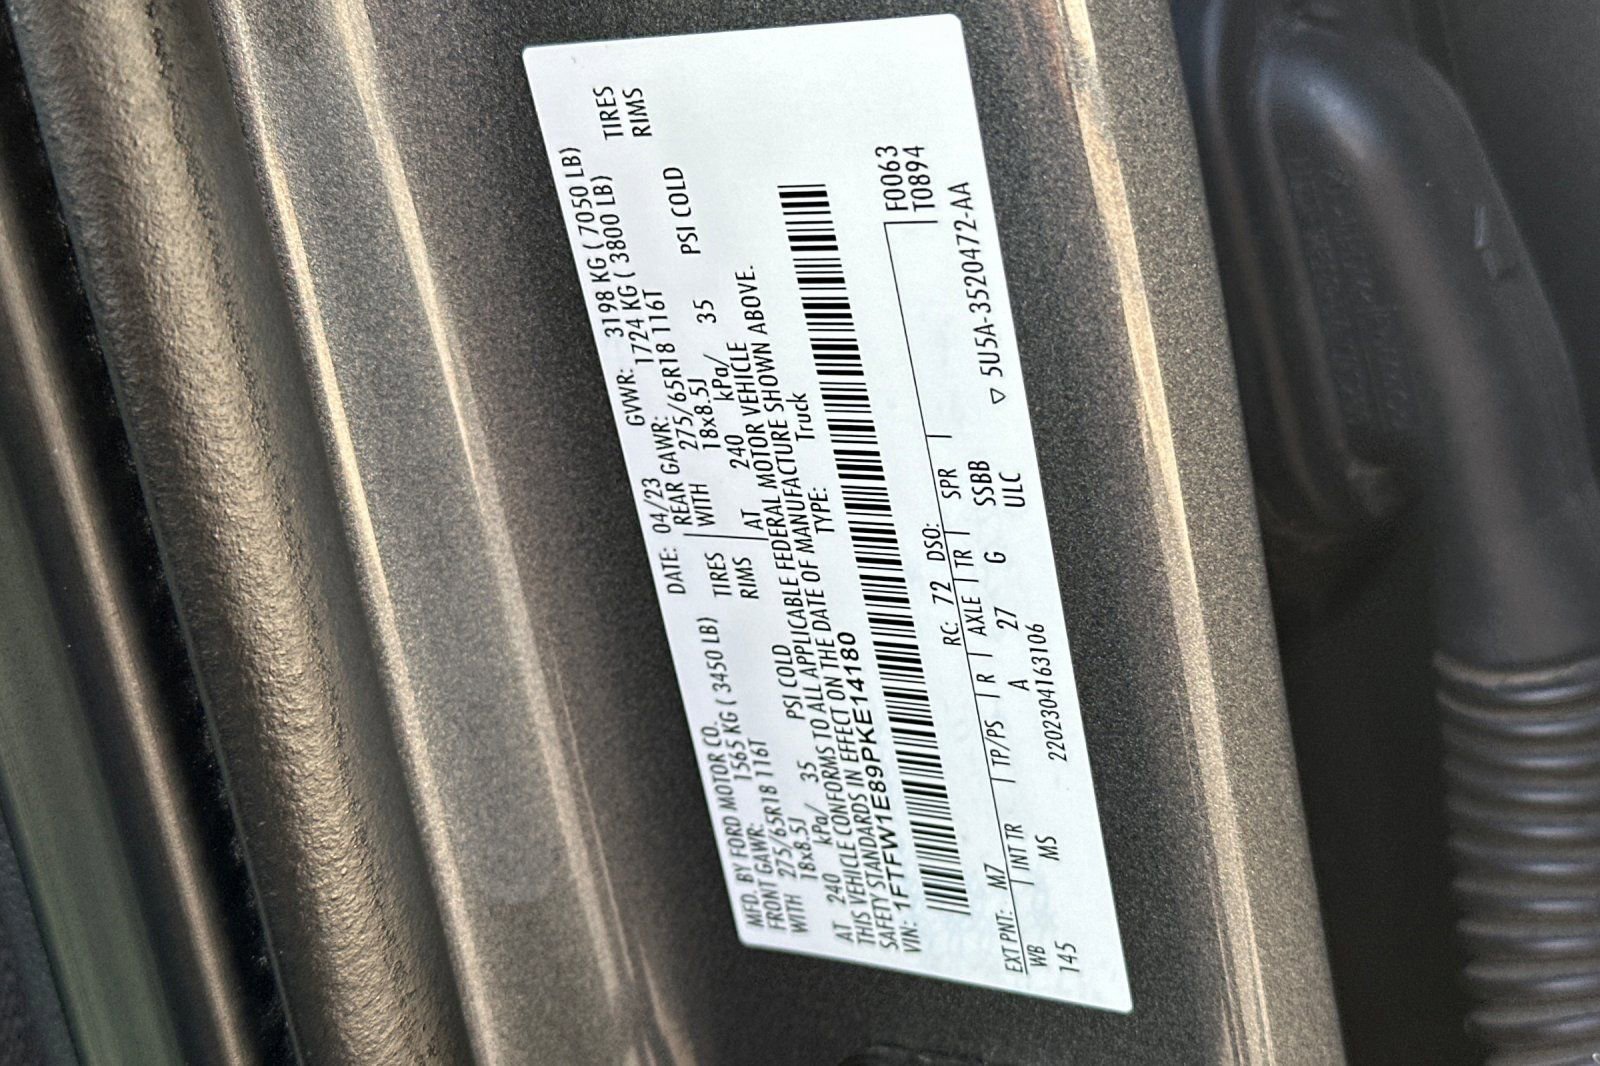 MFD. BY FORD MOTOR CO.
DATE: 04/23 GVWR: 3198 KG ( 7050 LB)
FRONT GAWR: 1565 KG ( 3450 LB)
REAR GAWR: 1724 KG ( 3800 LB)
WITH 275/65R18 116T TIRES
WITH 275/65R18 116T TIRES
18x8.5J RIMS
18x8.5J RIMS
AT 240 kPa/ 35 PSI COLD
AT 240 kPa/ 35 PSI COLD
THIS VEHICLE CONFORMS TO ALL APPLICABLE FEDERAL MOTOR VEHICLE
SAFETY STANDARDS IN EFFECT ON THE DATE OF MANUFACTURE SHOWN ABOVE.
VIN: 1FTFW1E89PKE14180 TYPE: Truck
F0063
T0894
EXT PNT: M7 RC: 72 DSO:
WB INT TR TP/PS R AXLE TR SPR
145 MS A 27 G SSBB
2202304163106 ULC
▽ 5U5A-3520472-AA